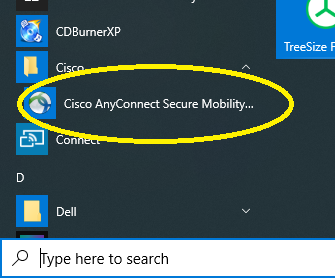 CDBurnerXP
TreeSize F
Cisco
Cisco AnyConnect Secure Mobility...
Connect
D
Dell
Type here to search